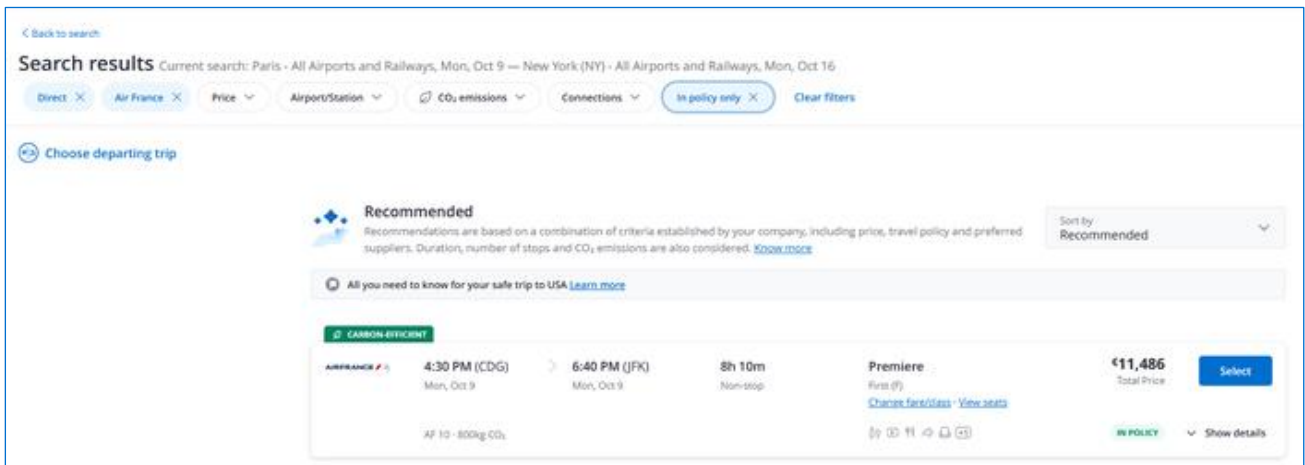 Back to search
Search results Current search: Paris - All Airports and Railways, Mon, Oct 9 — New York (NY) - All Airports and Railways, Mon, Oct 16
Direct Air France Price Airport/Station CO₂ emissions Connections In policy only Clear filters
Choose departing trip
Recommended
Recommendations are based on a combination of criteria established by your company, including price, travel policy and preferred
suppliers. Duration, number of stops and CO₂ emissions are also considered. Know more
Sort by
Recommended
All you need to know for your safe trip to USA Learn more
CARBON-EFFICIENT
AIRFRANCE 4:30 PM (CDG) 6:40 PM (JFK) 8h 10m Premiere €11,486 Select
Mon, Oct 9 Mon, Oct 9 Non-stop First (F) Total Price
Change fare/class · View seats
AF 10 - 800kg CO₂ +5 IN POLICY Show details